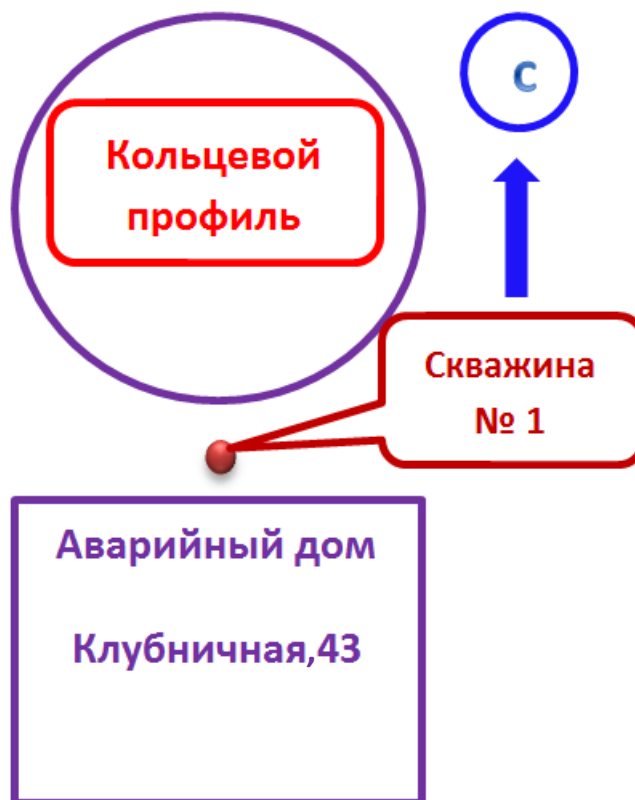 С
Кольцевой
профиль
Скважина
№ 1
Аварийный дом
Клубничная,43